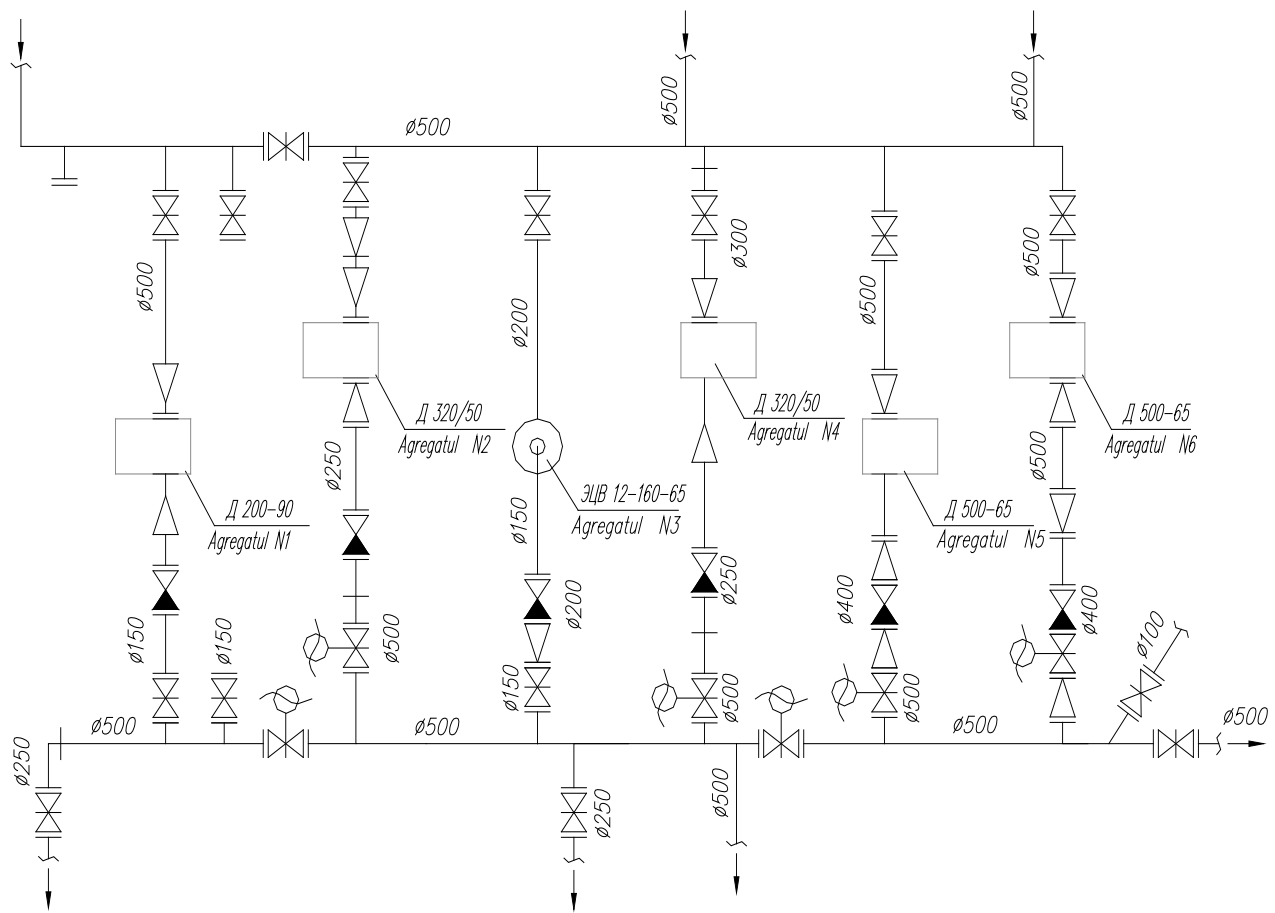 ø500
ø500
ø500
ø500
ø300
ø500
ø500
ø200
Д 320/50
Agregatul N2
Д 320/50
Agregatul N4
Д 500-65
Agregatul N6
ø250
ø500
ЭЦВ 12-160-65
Agregatul N3
Д 200-90
Agregatul N1
ø150
Д 500-65
Agregatul N5
ø250
ø200
ø400
ø400
ø150
ø150
ø500
ø100
ø150
ø500
ø500
ø500
ø500
ø500
ø500
ø250
ø250
ø500